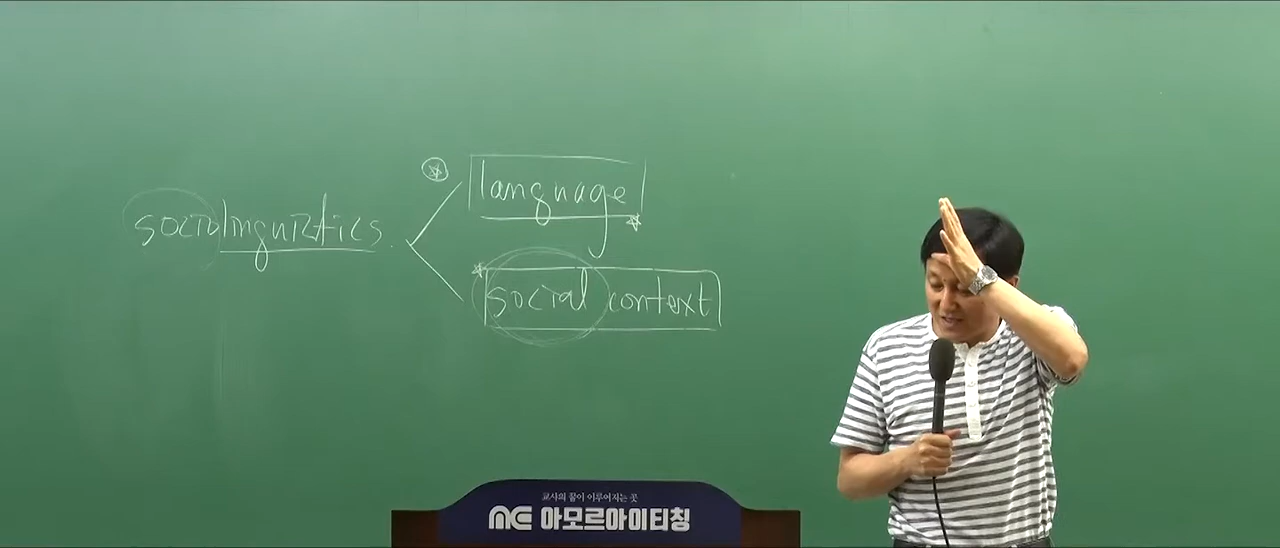 language
sociolinguistics.
social context
교사의 꿈이 이루어지는 곳
아모르아이티칭